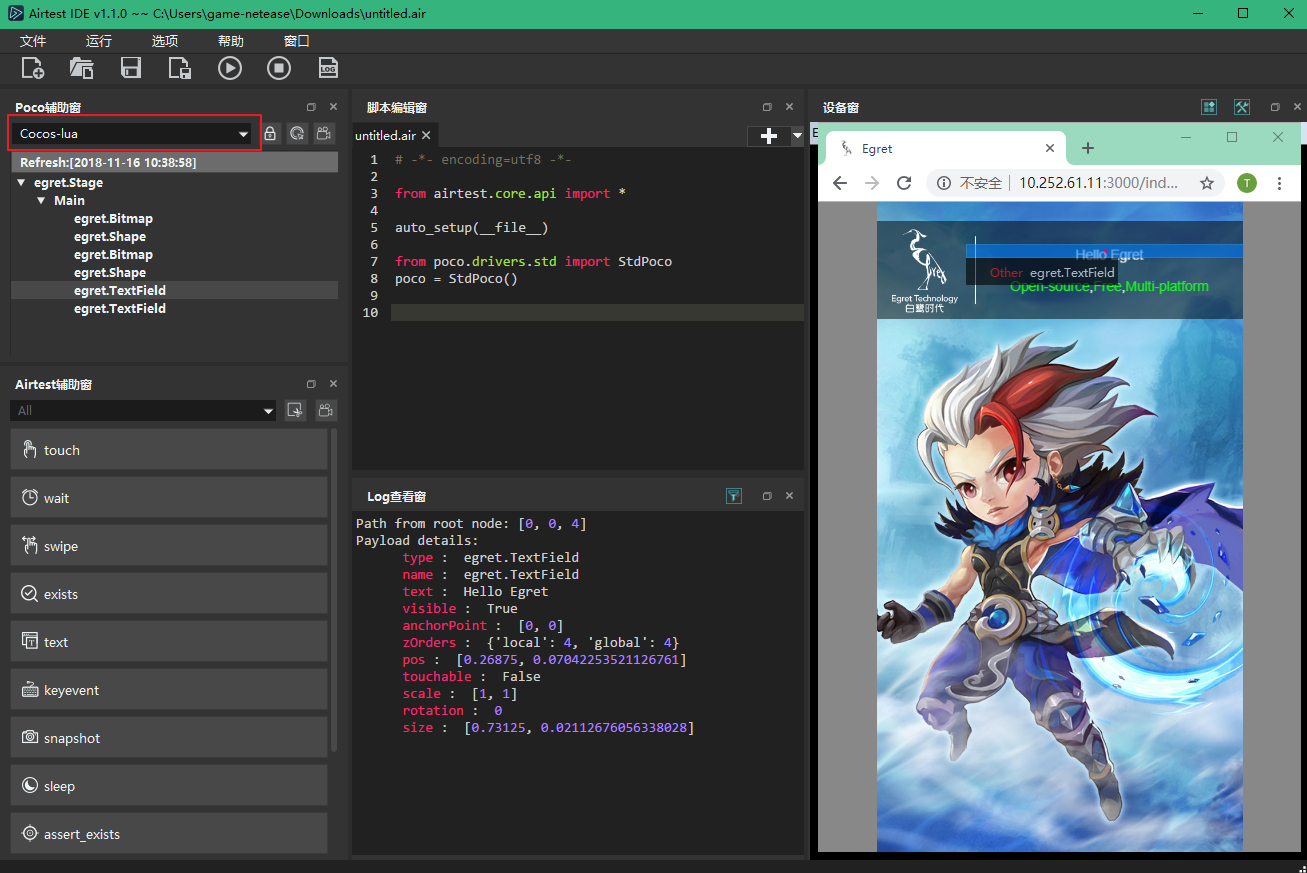 Airtest IDE v1.1.0 ~~ C:\Users\game-netease\Downloads\untitled.air
文件 运行 选项 帮助 窗口
LOG
Poco辅助窗
Cocos-lua
Refresh:[2018-11-16 10:38:58]
egret.Stage
Main
egret.Bitmap
egret.Shape
egret.Bitmap
egret.Shape
egret.TextField
egret.TextField
Airtest辅助窗
All
touch
wait
swipe
exists
text
keyevent
snapshot
sleep
assert_exists
脚本编辑窗
untitled.air
1 # -*- encoding=utf8 -*-
2
3 from airtest.core.api import *
4
5 auto_setup(__file__)
6
7 from poco.drivers.std import StdPoco
8 poco = StdPoco()
9
10
Log查看窗
Path from root node: [0, 0, 4]
Payload details:
type : egret.TextField
name : egret.TextField
text : Hello Egret
visible : True
anchorPoint : [0, 0]
zOrders : {'local': 4, 'global': 4}
pos : [0.26875, 0.07042253521126761]
touchable : False
scale : [1, 1]
rotation : 0
size : [0.73125, 0.02112676056338028]
设备窗
E
Egret
不安全 10.252.61.11:3000/ind...
T
Hello Egret
Other egret.TextField
Open-source,Free,Multi-platform
Egret
Egret Technology
白鹭时代